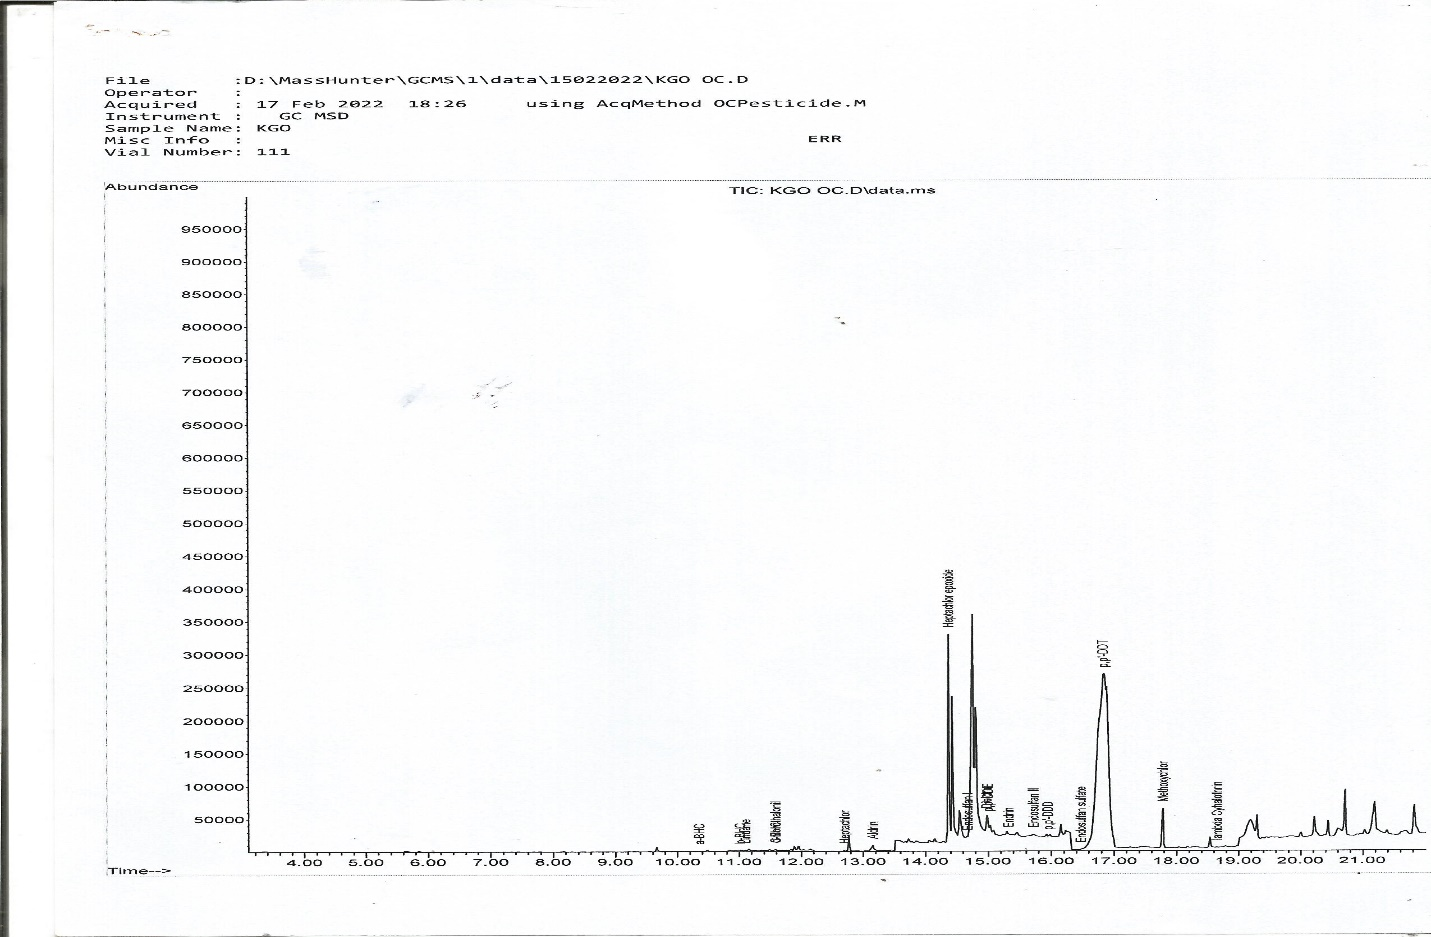 File :D:\MassHunter\GCMS\1\data\15022022\KGO OC.D
Operator :
Acquired : 17 Feb 2022 18:26 using AcqMethod OCPesticide.M
Instrument : GC MSD
Sample Name: KGO
Misc Info : ERR
Vial Number: 111
Abundance
TIC: KGO OC.D\data.ms
950000
900000
850000
800000
750000
700000
650000
600000
550000
500000
450000
400000
350000
300000
250000
200000
150000
100000
50000
a-BHC
Heptachlor
Aldrin
Heptachlor epoxide
Endosulfan I
Endrin
Endosulfan II
p,p'-DDD
Endosulfan sulfate
p,p'-DDT
Methoxychlor
lambda Cyhalothrin
4.00 5.00 6.00 7.00 8.00 9.00 10.00 11.00 12.00 13.00 14.00 15.00 16.00 17.00 18.00 19.00 20.00 21.00
Time-->